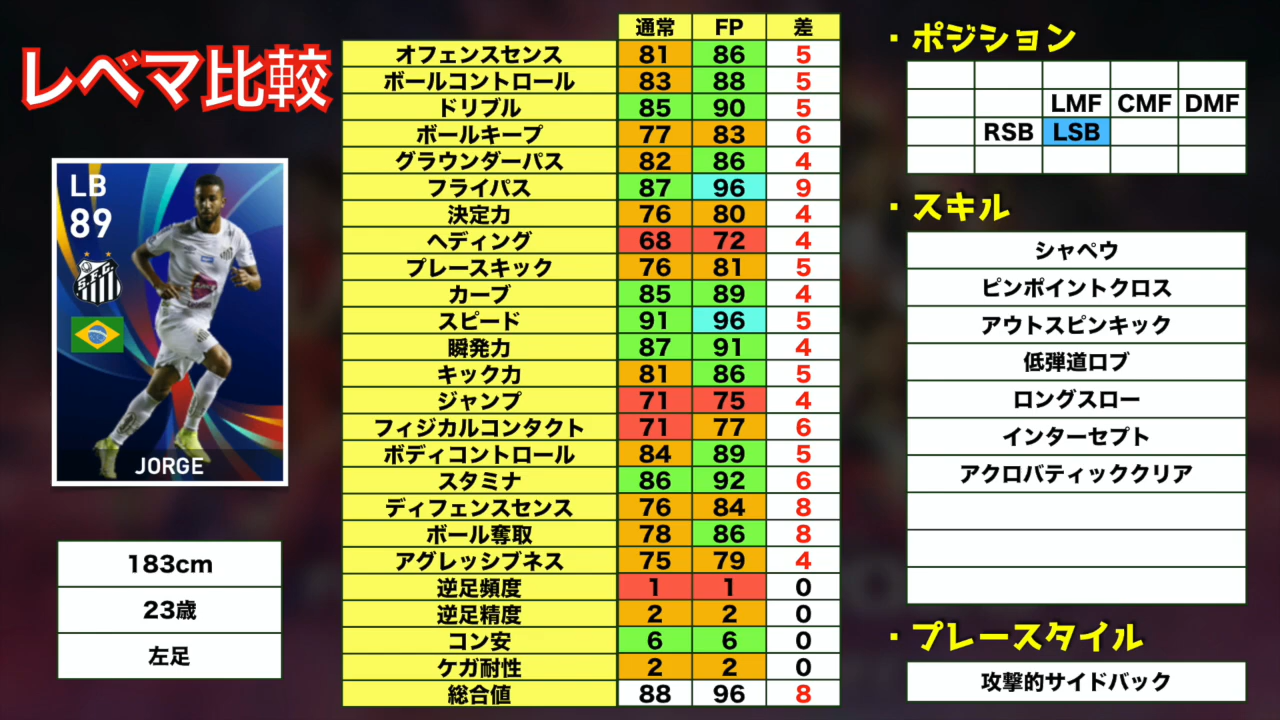 レベマ比較
LB
89
S.F.C
JORGE
183cm
23歳
左足
通常 FP 差
オフェンスセンス 81 86 5
ボールコントロール 83 88 5
ドリブル 85 90 5
ボールキープ 77 83 6
グラウンダーパス 82 86 4
フライパス 87 96 9
決定力 76 80 4
ヘディング 68 72 4
プレースキック 76 81 5
カーブ 85 89 4
スピード 91 96 5
瞬発力 87 91 4
キック力 81 86 5
ジャンプ 71 75 4
フィジカルコンタクト 71 77 6
ボディコントロール 84 89 5
スタミナ 86 92 6
ディフェンスセンス 76 84 8
ボール奪取 78 86 8
アグレッシブネス 75 79 4
逆足頻度 1 1 0
逆足精度 2 2 0
コン安 6 6 0
ケガ耐性 2 2 0
総合値 88 96 8
・ポジション
LMF CMF DMF
RSB LSB
・スキル
シャペウ
ピンポイントクロス
アウトスピンキック
低弾道ロブ
ロングスロー
インターセプト
アクロバティッククリア
・プレースタイル
攻撃的サイドバック